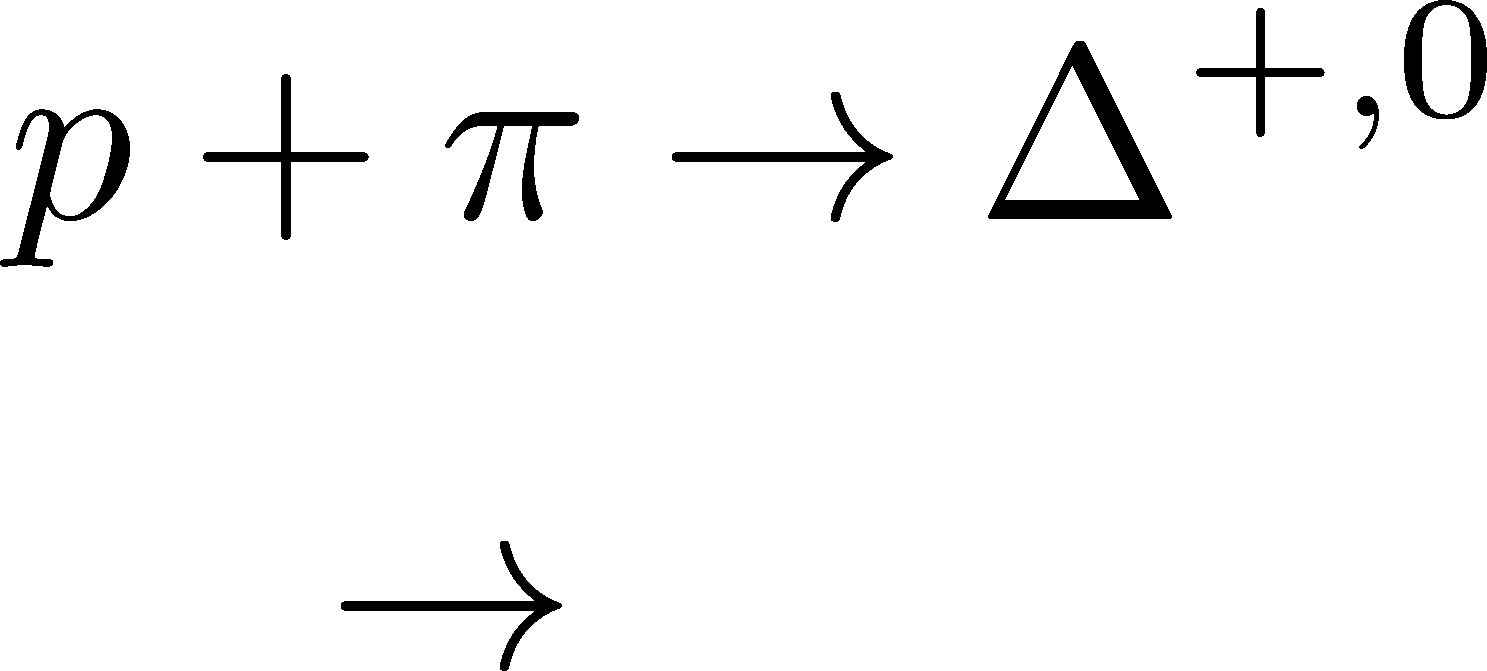 p + π → Δ⁺,⁰
→